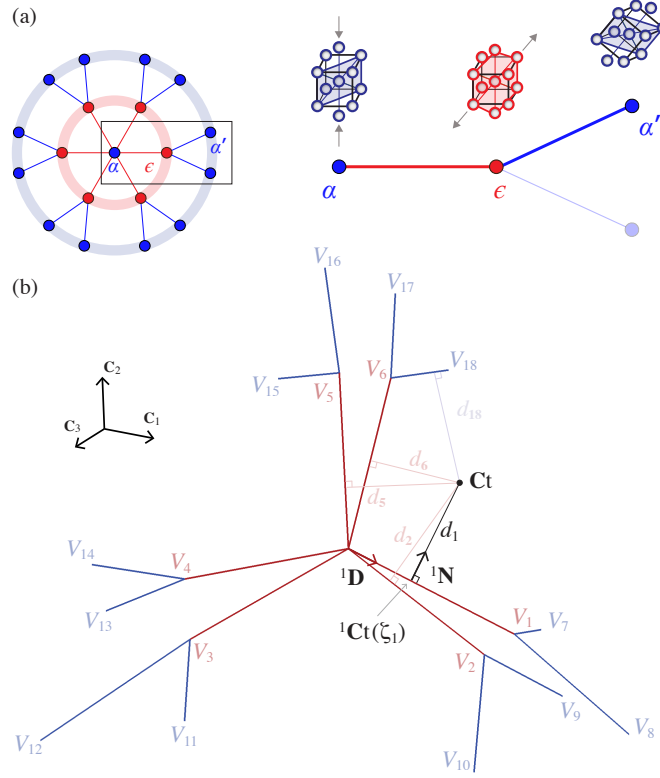 (a)
α
ϵ
α′
α
ϵ
α′
(b)
V₁₆
V₁₇
V₁₅
V₅
V₆
V₁₈
C₂
C₃
C₁
d₁₈
d₆
d₅
Ct
d₂
d₁
V₁₄
V₄
¹D
¹N
V₁₃
¹Ct(ζ₁)
V₁
V₇
V₃
V₂
V₉
V₈
V₁₁
V₁₂
V₁₀